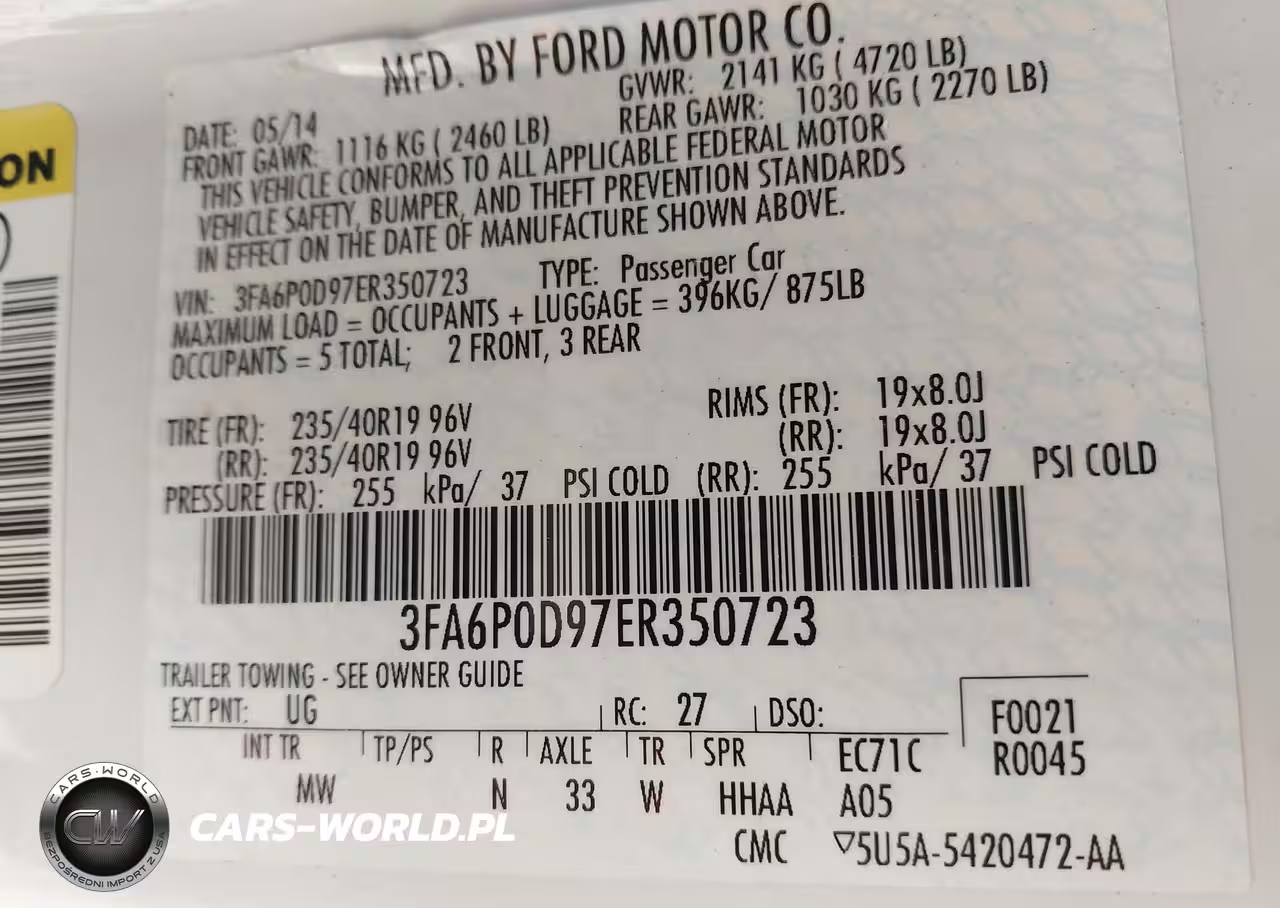 ON
MFD. BY FORD MOTOR CO.
DATE: 05/14 GVWR: 2141 KG ( 4720 LB)
FRONT GAWR: 1116 KG ( 2460 LB) REAR GAWR: 1030 KG ( 2270 LB)
THIS VEHICLE CONFORMS TO ALL APPLICABLE FEDERAL MOTOR
VEHICLE SAFETY, BUMPER, AND THEFT PREVENTION STANDARDS
IN EFFECT ON THE DATE OF MANUFACTURE SHOWN ABOVE.
VIN: 3FA6P0D97ER350723 TYPE: Passenger Car
MAXIMUM LOAD = OCCUPANTS + LUGGAGE = 396KG/ 875LB
OCCUPANTS = 5 TOTAL; 2 FRONT, 3 REAR
TIRE (FR): 235/40R19 96V RIMS (FR): 19x8.0J
(RR): 235/40R19 96V (RR): 19x8.0J
PRESSURE (FR): 255 kPa/ 37 PSI COLD (RR): 255 kPa/ 37 PSI COLD
3FA6P0D97ER350723
TRAILER TOWING - SEE OWNER GUIDE
EXT PNT: UG RC: 27 DSO: F0021
INT TR TP/PS R AXLE TR SPR EC71C R0045
MW N 33 W HHAA A05
CMC ▽5U5A-5420472-AA
CARS-WORLD
CW
BEZPOŚREDNI IMPORT Z USA
CARS-WORLD.PL